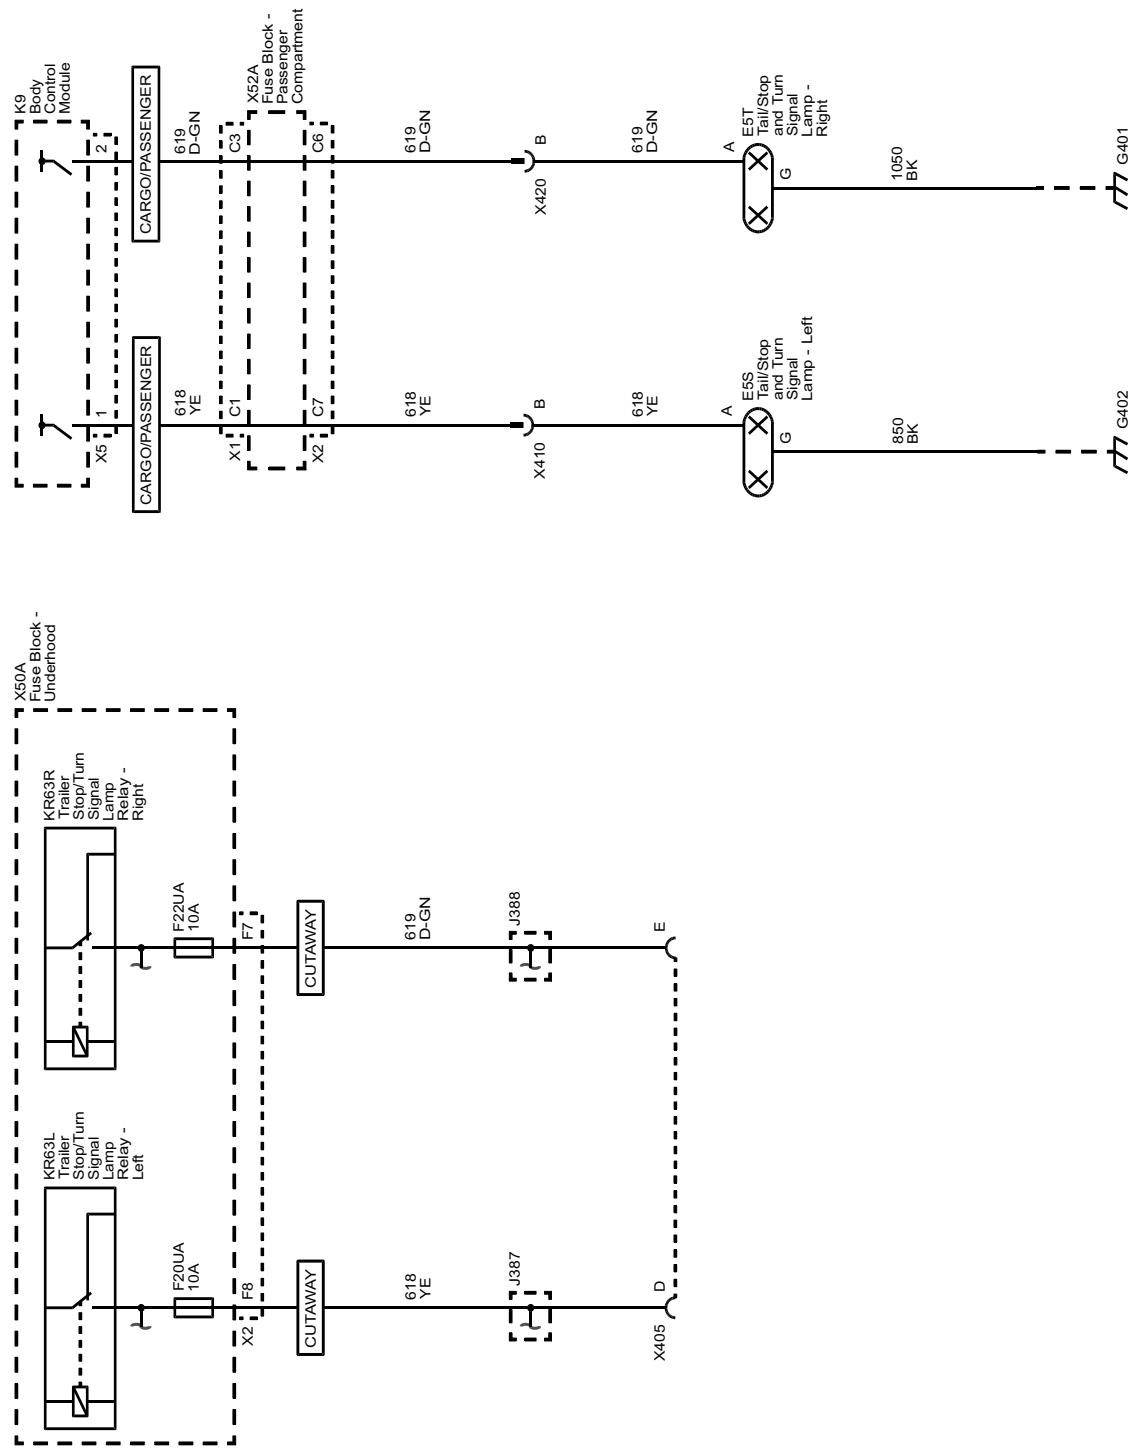 X50A
Fuse Block -
Underhood
KR63L
Trailer
Stop/Turn
Signal
Lamp
Relay -
Left
KR63R
Trailer
Stop/Turn
Signal
Lamp
Relay -
Right
F20UA
10A
F22UA
10A
X2
F8
F7
CUTAWAY
CUTAWAY
618
YE
619
D-GN
J387
J388
X405
D
E
K9
Body
Control
Module
X5
1
2
CARGO/PASSENGER
CARGO/PASSENGER
618
YE
619
D-GN
X52A
Fuse Block -
Passenger
Compartment
X1
C1
C3
X2
C7
C6
618
YE
619
D-GN
X410
B
X420
B
618
YE
619
D-GN
A
A
E5S
Tail/Stop
and Turn
Signal
Lamp - Left
E5T
Tail/Stop
and Turn
Signal
Lamp -
Right
G
G
850
BK
1050
BK
G402
G401